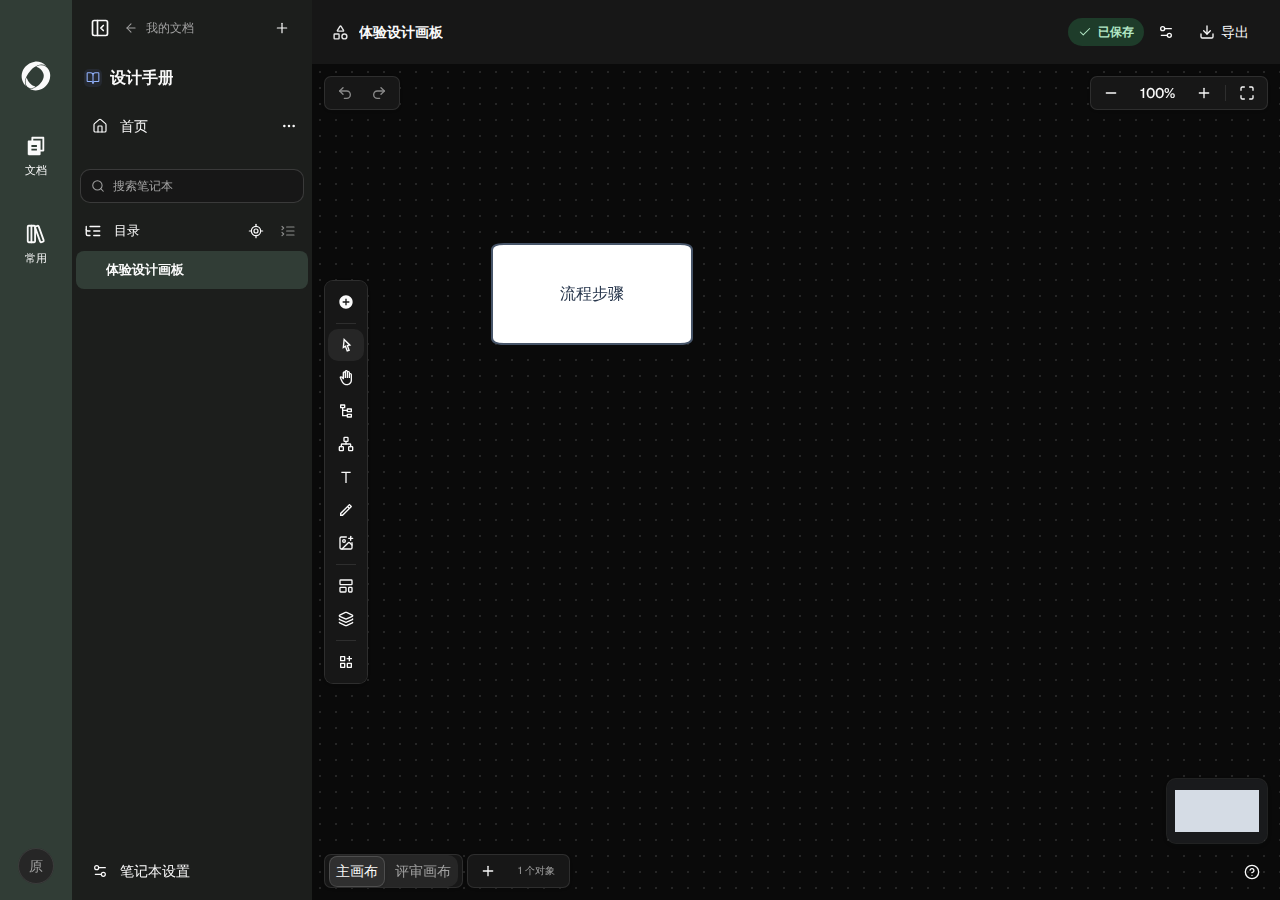 文档
常用
原
我的文档
设计手册
首页
搜索笔记本
目录
体验设计画板
笔记本设置
体验设计画板
已保存
导出
100%
流程步骤
主画布
评审画布
1 个对象